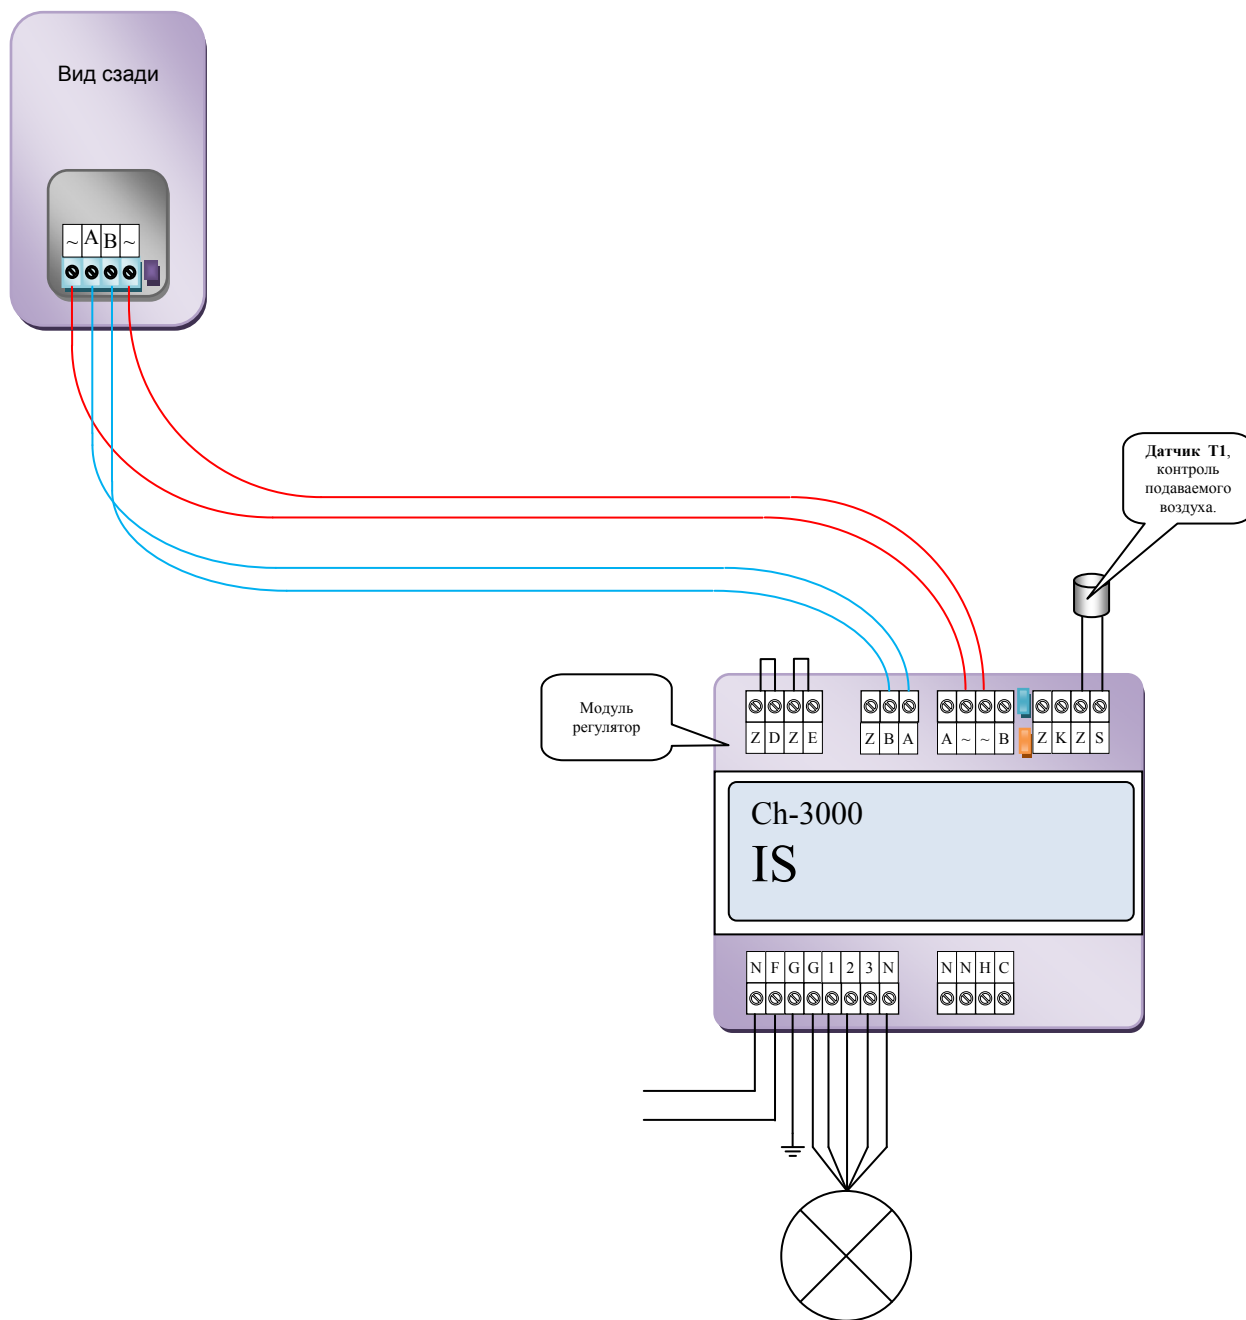 Вид сзади
~ A B ~
Датчик T1,
контроль
подаваемого
воздуха.
Модуль
регулятор
Z D Z E
Z B A
A ~ ~ B
Z K Z S
Ch-3000
IS
N F G G 1 2 3 N
N N H C